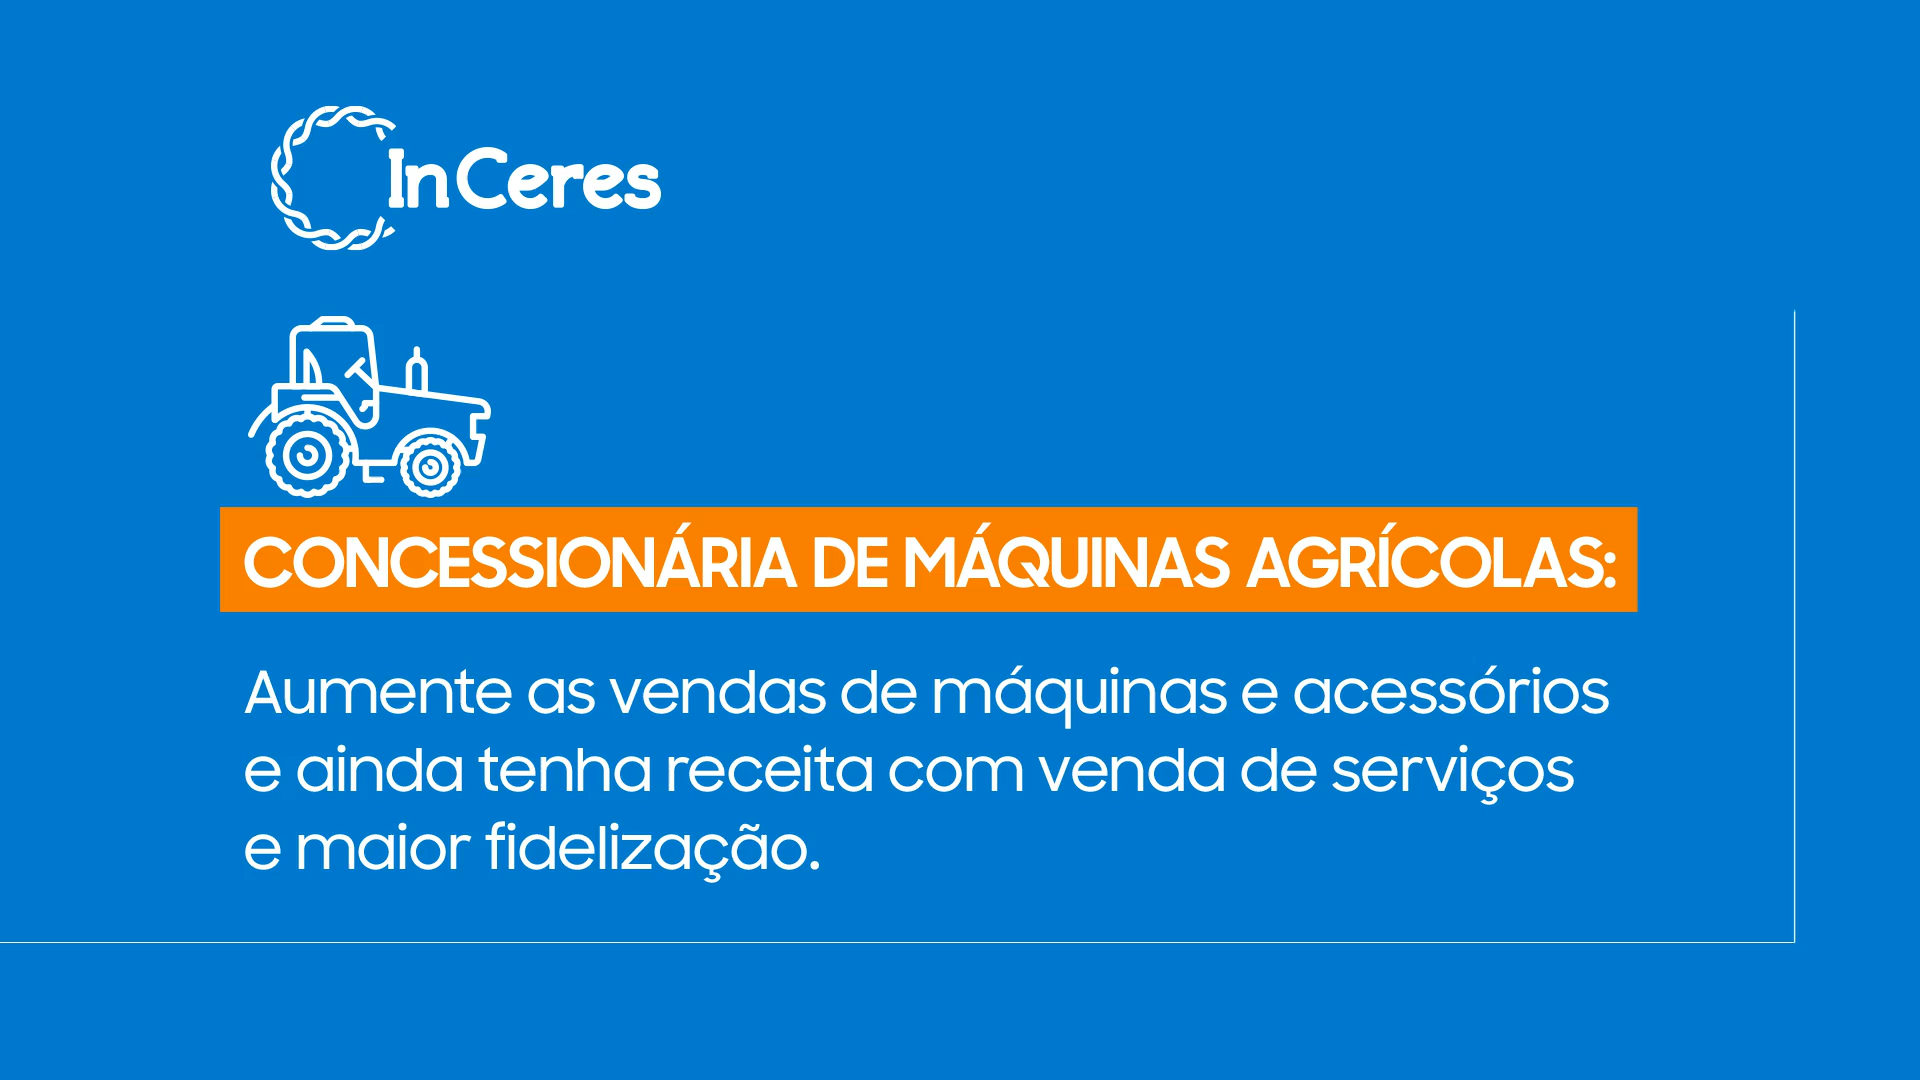 InCeres
CONCESSIONÁRIA DE MÁQUINAS AGRÍCOLAS:
Aumente as vendas de máquinas e acessórios
e ainda tenha receita com venda de serviços
e maior fidelização.